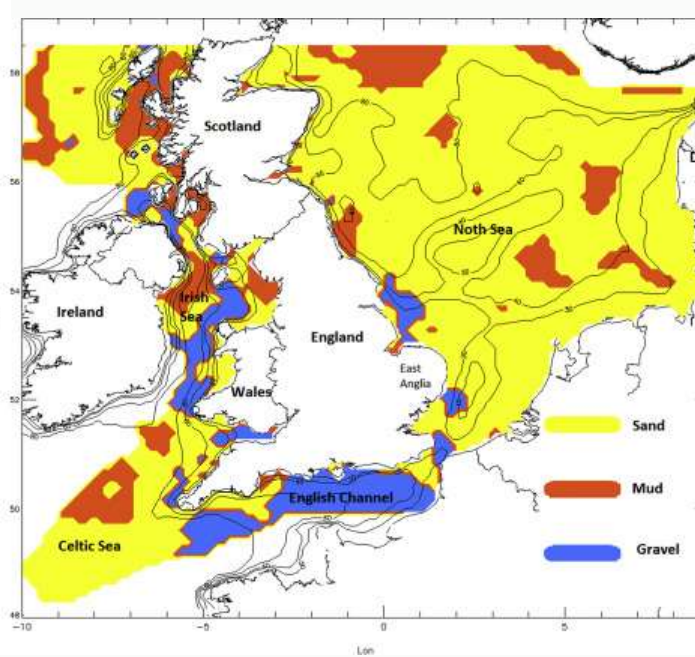 58
Scotland
56
Noth Sea
54
Irish
Sea
Ireland
England
East
Anglia
Wales
52
Sand
Mud
50
English Channel
Celtic Sea
Gravel
48
-10
-5
0
5
Lon